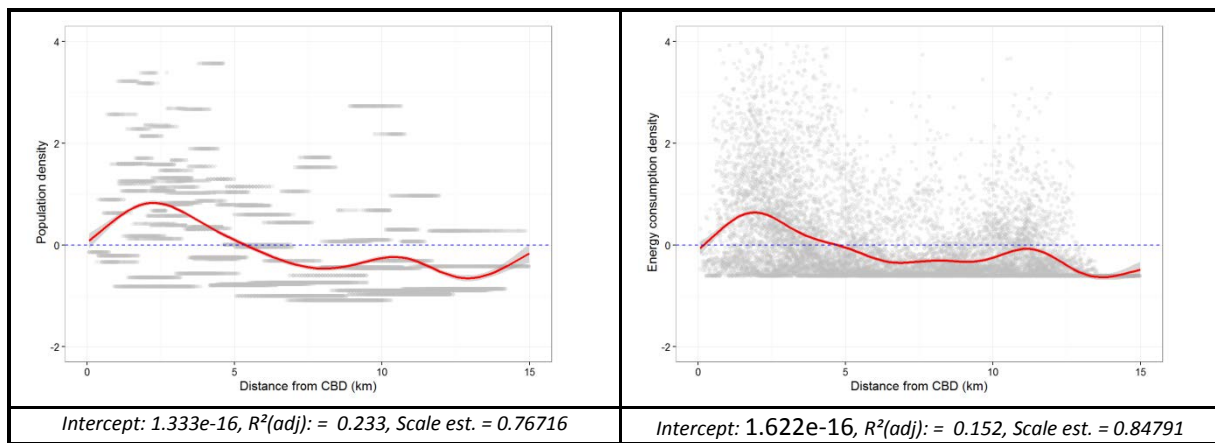 4
2
0
-2
Population density
0
5
10
15
Distance from CBD (km)
4
2
0
-2
Energy consumption density
0
5
10
15
Distance from CBD (km)
Intercept: 1.333e-16, R²(adj): = 0.233, Scale est. = 0.76716
Intercept: 1.622e-16, R²(adj): = 0.152, Scale est. = 0.84791